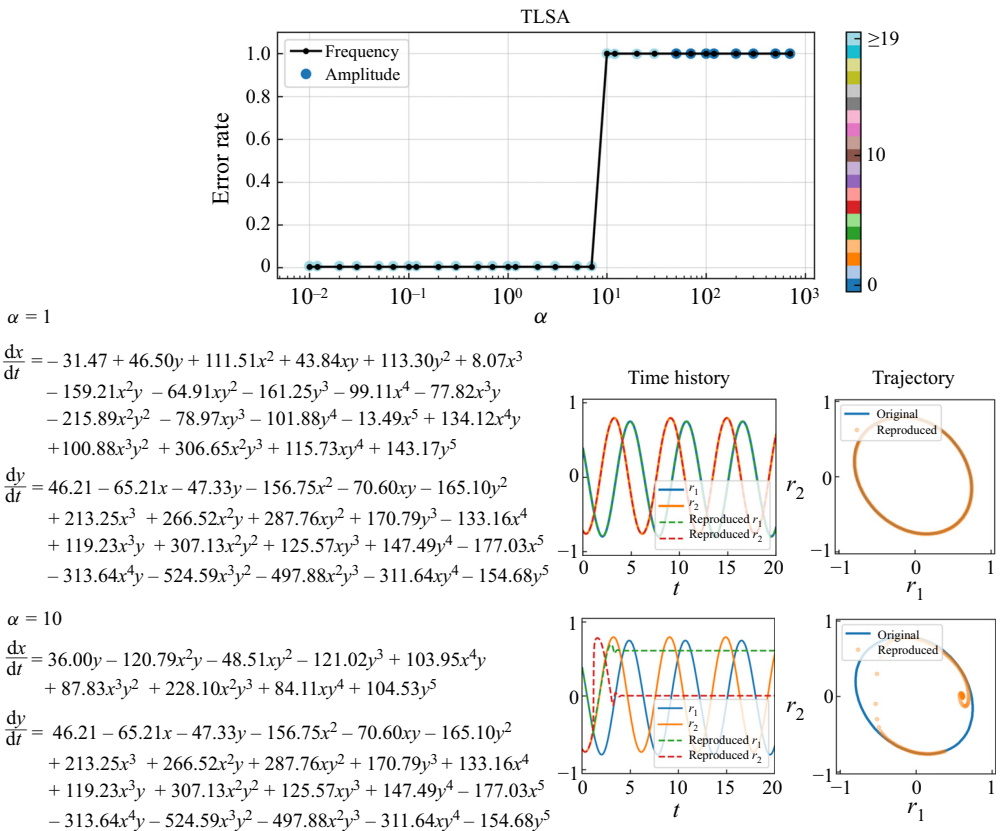 TLSA
Error rate
1.0
0.8
0.6
0.4
0.2
0
Frequency
Amplitude
10⁻² 10⁻¹ 10⁰ 10¹ 10² 10³
α
≥19
10
0
α = 1
dx/dt = – 31.47 + 46.50y + 111.51x² + 43.84xy + 113.30y² + 8.07x³
– 159.21x²y – 64.91xy² – 161.25y³ – 99.11x⁴ – 77.82x³y
– 215.89x²y² – 78.97xy³ – 101.88y⁴ – 13.49x⁵ + 134.12x⁴y
+100.88x³y² + 306.65x²y³ + 115.73xy⁴ + 143.17y⁵
dy/dt = 46.21 – 65.21x – 47.33y – 156.75x² – 70.60xy – 165.10y²
+ 213.25x³ + 266.52x²y + 287.76xy² + 170.79y³ – 133.16x⁴
+ 119.23x³y + 307.13x²y² + 125.57xy³ + 147.49y⁴ – 177.03x⁵
– 313.64x⁴y – 524.59x³y² – 497.88x²y³ – 311.64xy⁴ – 154.68y⁵
Time history
1
0
–1
r₁
r₂
Reproduced r₁
Reproduced r₂
0 5 10 15 20
t
Trajectory
r₂
1
0
–1
Original
Reproduced
–1 0 1
r₁
α = 10
dx/dt = 36.00y – 120.79x²y – 48.51xy² – 121.02y³ + 103.95x⁴y
+ 87.83x³y² + 228.10x²y³ + 84.11xy⁴ + 104.53y⁵
dy/dt = 46.21 – 65.21x – 47.33y – 156.75x² – 70.60xy – 165.10y²
+ 213.25x³ + 266.52x²y + 287.76xy² + 170.79y³ + 133.16x⁴
+ 119.23x³y + 307.13x²y² + 125.57xy³ + 147.49y⁴ – 177.03x⁵
– 313.64x⁴y – 524.59x³y² – 497.88x²y³ – 311.64xy⁴ – 154.68y⁵
1
0
–1
r₁
r₂
Reproduced r₁
Reproduced r₂
0 5 10 15 20
t
r₂
1
0
–1
Original
Reproduced
–1 0 1
r₁